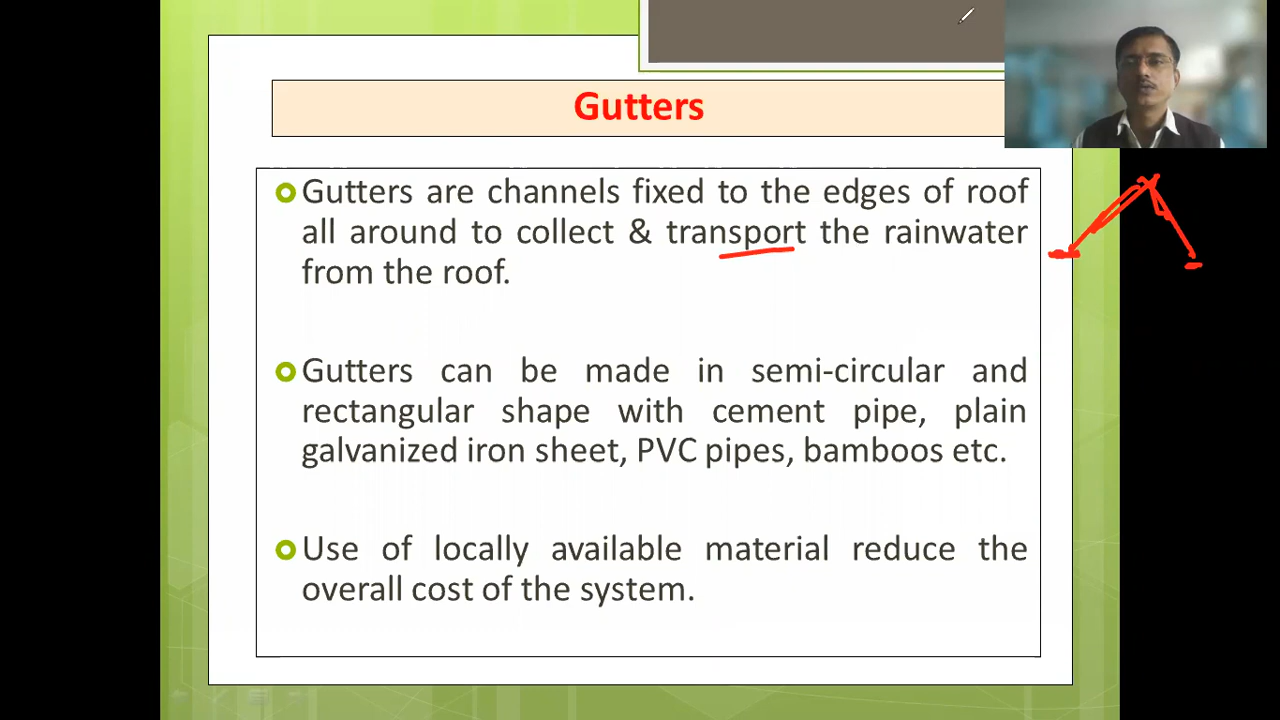 Gutters
Gutters are channels fixed to the edges of roof
all around to collect & transport the rainwater
from the roof.
Gutters can be made in semi-circular and
rectangular shape with cement pipe, plain
galvanized iron sheet, PVC pipes, bamboos etc.
Use of locally available material reduce the
overall cost of the system.